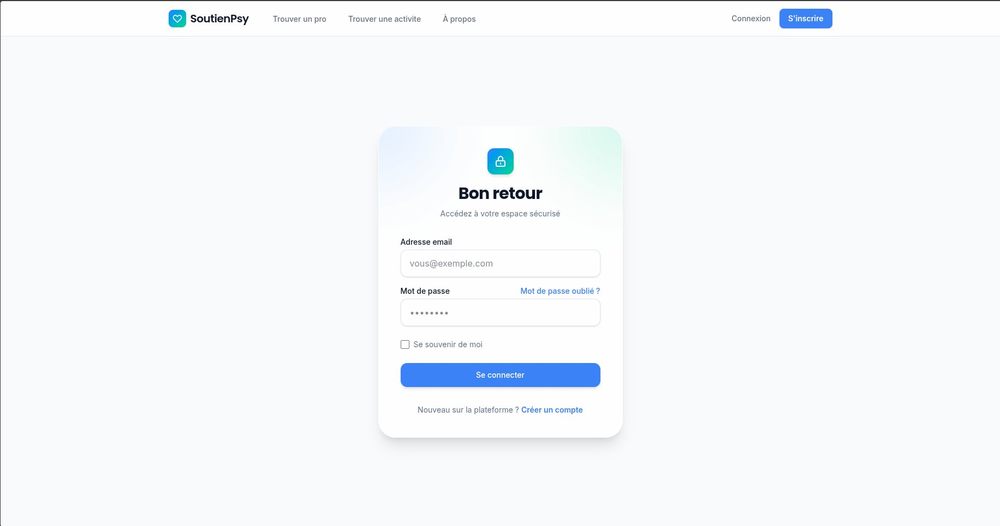 SoutienPsy
Trouver un pro
Trouver une activite
À propos
Connexion
S'inscrire
Bon retour
Accédez à votre espace sécurisé
Adresse email
vous@exemple.com
Mot de passe
Mot de passe oublié ?
••••••••
Se souvenir de moi
Se connecter
Nouveau sur la plateforme ? Créer un compte